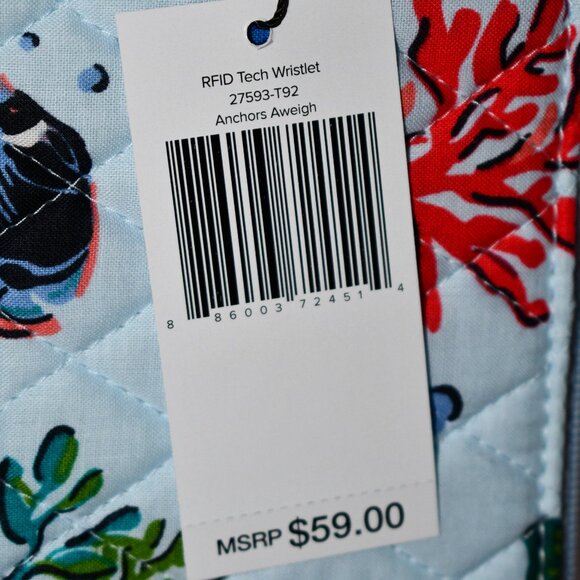 RFID Tech Wristlet
27593-T92
Anchors Aweigh
8 86003 72451 4
MSRP $59.00